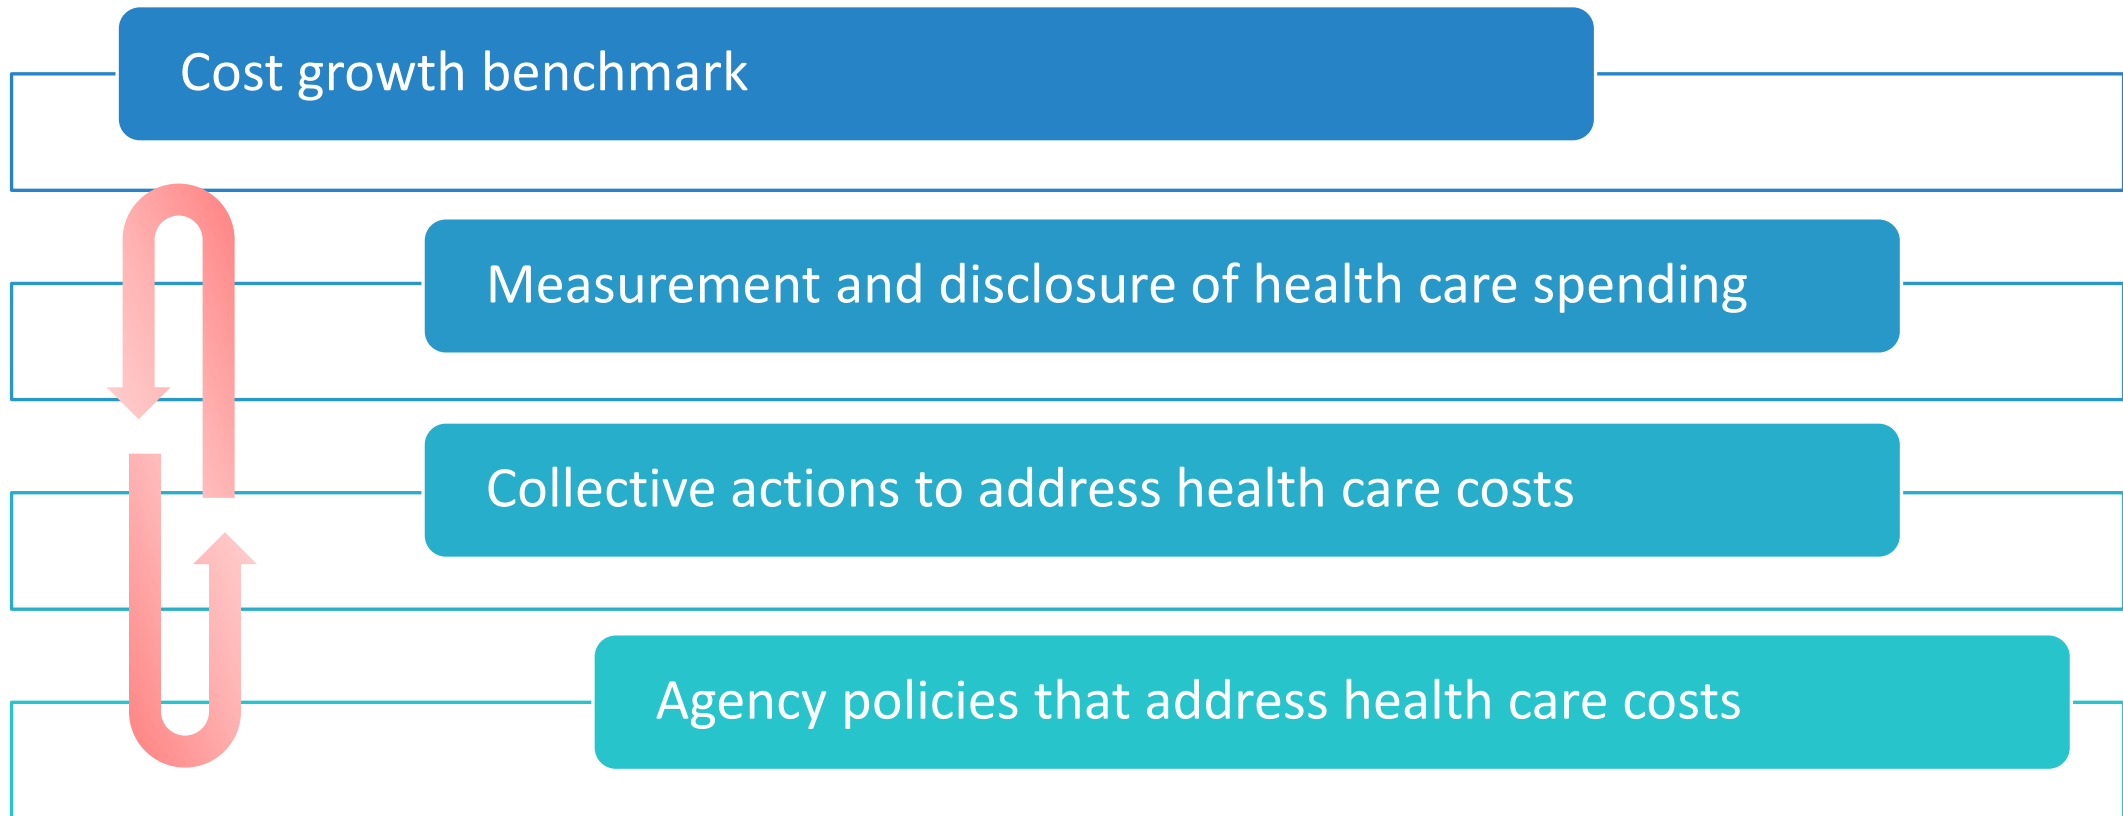 Cost growth benchmark
Measurement and disclosure of health care spending
Collective actions to address health care costs
Agency policies that address health care costs